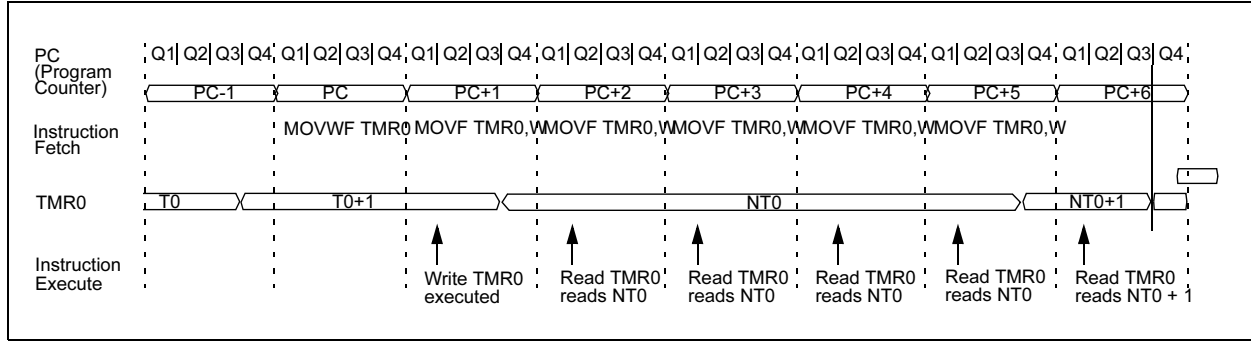 PC
(Program
Counter)
Q1 Q2 Q3 Q4 Q1 Q2 Q3 Q4 Q1 Q2 Q3 Q4 Q1 Q2 Q3 Q4 Q1 Q2 Q3 Q4 Q1 Q2 Q3 Q4 Q1 Q2 Q3 Q4 Q1 Q2 Q3 Q4
PC-1 PC PC+1 PC+2 PC+3 PC+4 PC+5 PC+6
Instruction
Fetch
MOVWF TMR0 MOVF TMR0,W MOVF TMR0,W MOVF TMR0,W MOVF TMR0,W MOVF TMR0,W
TMR0
T0 T0+1 NT0 NT0+1
Instruction
Execute
Write TMR0
executed
Read TMR0
reads NT0
Read TMR0
reads NT0
Read TMR0
reads NT0
Read TMR0
reads NT0
Read TMR0
reads NT0 + 1